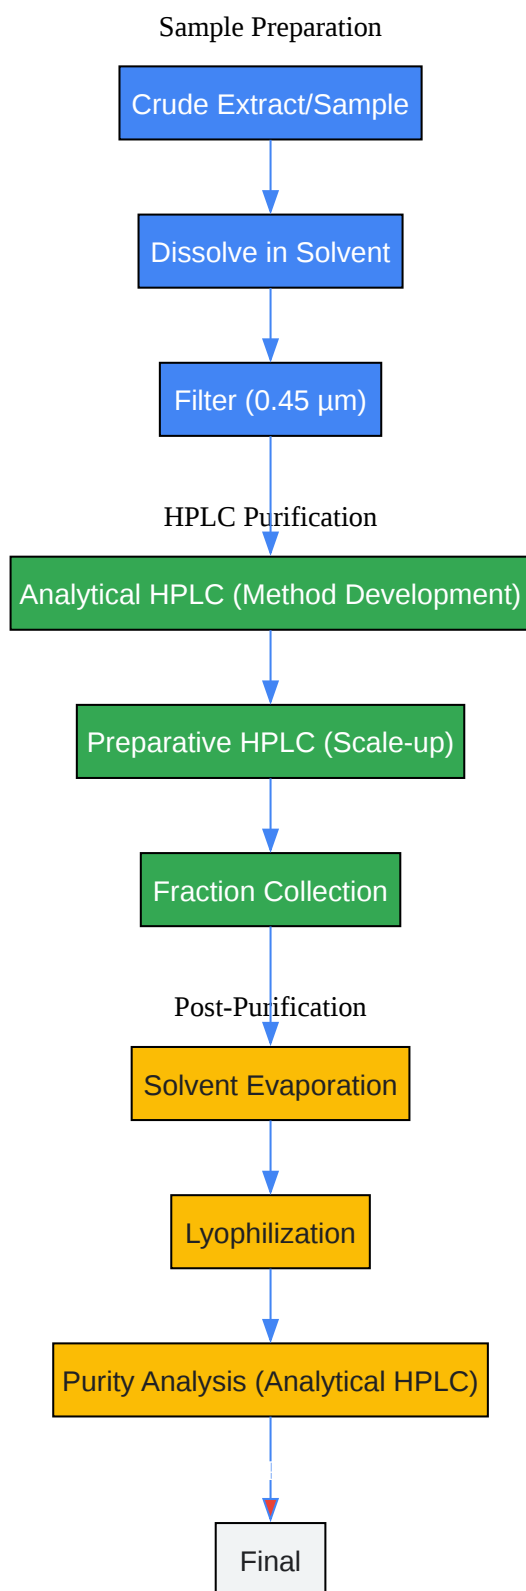 Sample Preparation
Crude Extract/Sample
Dissolve in Solvent
Filter (0.45 µm)
HPLC Purification
Analytical HPLC (Method Development)
Preparative HPLC (Scale-up)
Fraction Collection
Post-Purification
Solvent Evaporation
Lyophilization
Purity Analysis (Analytical HPLC)
Final